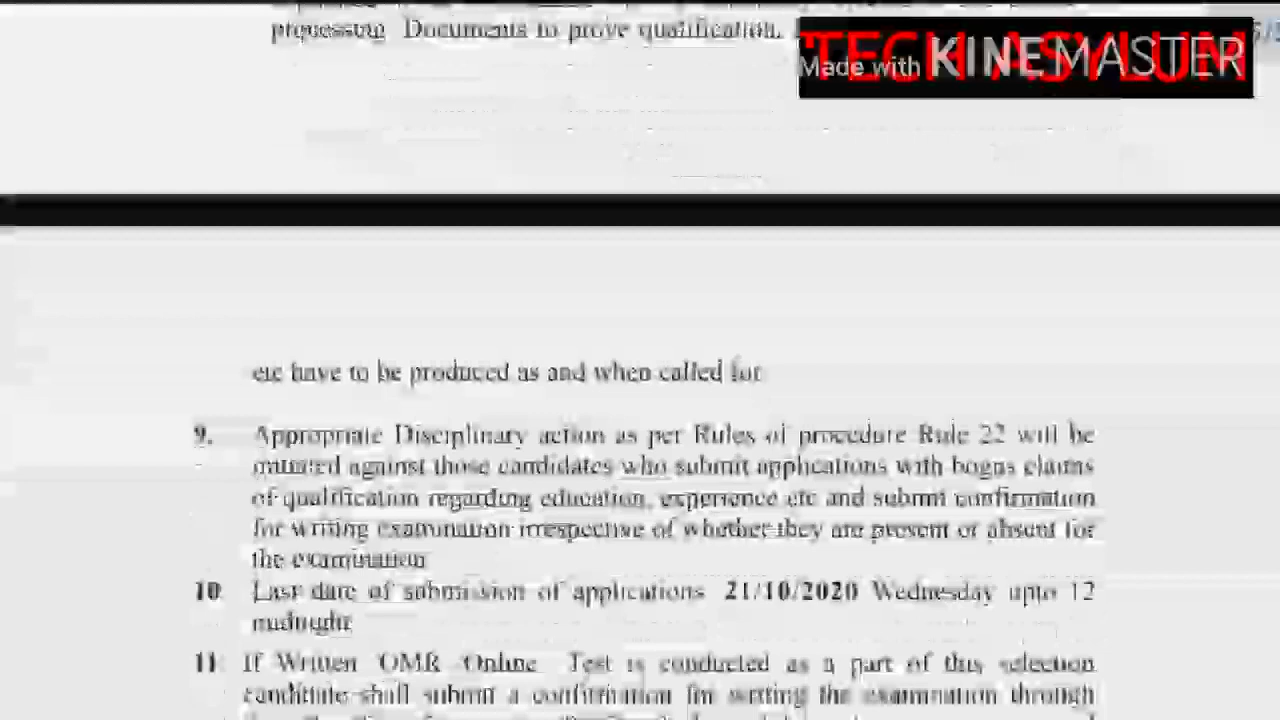 processing. Documents to prove qualification,
TECH ASYLUM
Made with KINEMASTER
etc have to be produced as and when called for
9. Appropriate Disciplinary action as per Rules of procedure Rule 22 will be
initiated against those candidates who submit applications with bogus claims
of qualification regarding education, experience etc and submit confirmation
for writing examination irrespective of whether they are present or absent for
the examination
10 Last date of submission of applications 21/10/2020 Wednesday upto 12
midnight
11 If Written OMR Online Test is conducted as a part of this selection
candidate shall submit a confirmation for writing the examination through